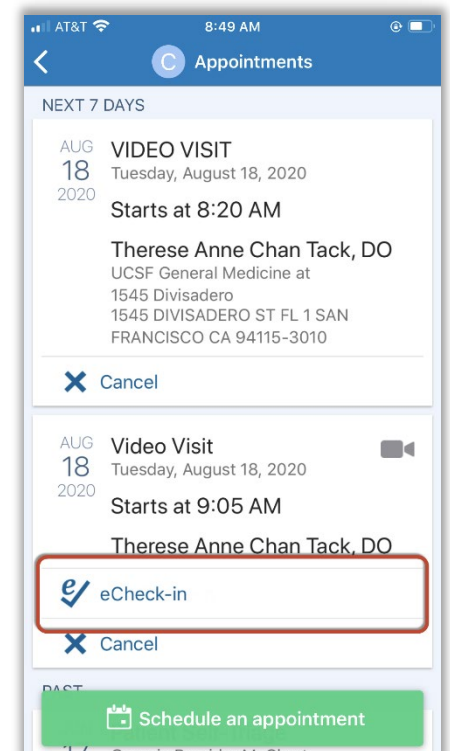 AT&T 8:49 AM
C Appointments
NEXT 7 DAYS
AUG
18
2020
VIDEO VISIT
Tuesday, August 18, 2020
Starts at 8:20 AM
Therese Anne Chan Tack, DO
UCSF General Medicine at
1545 Divisadero
1545 DIVISADERO ST FL 1 SAN
FRANCISCO CA 94115-3010
Cancel
AUG
18
2020
Video Visit
Tuesday, August 18, 2020
Starts at 9:05 AM
Therese Anne Chan Tack, DO
eCheck-in
Cancel
PAST
Schedule an appointment